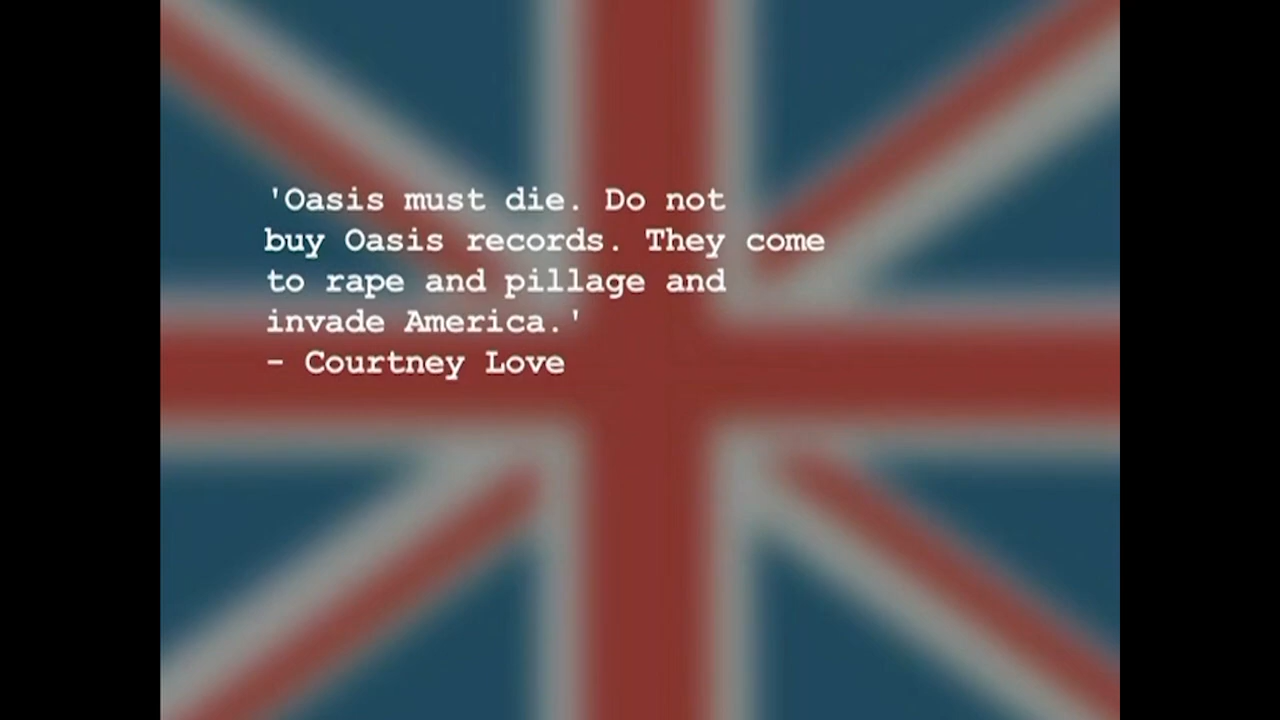 'Oasis must die. Do not
buy Oasis records. They come
to rape and pillage and
invade America.'
- Courtney Love